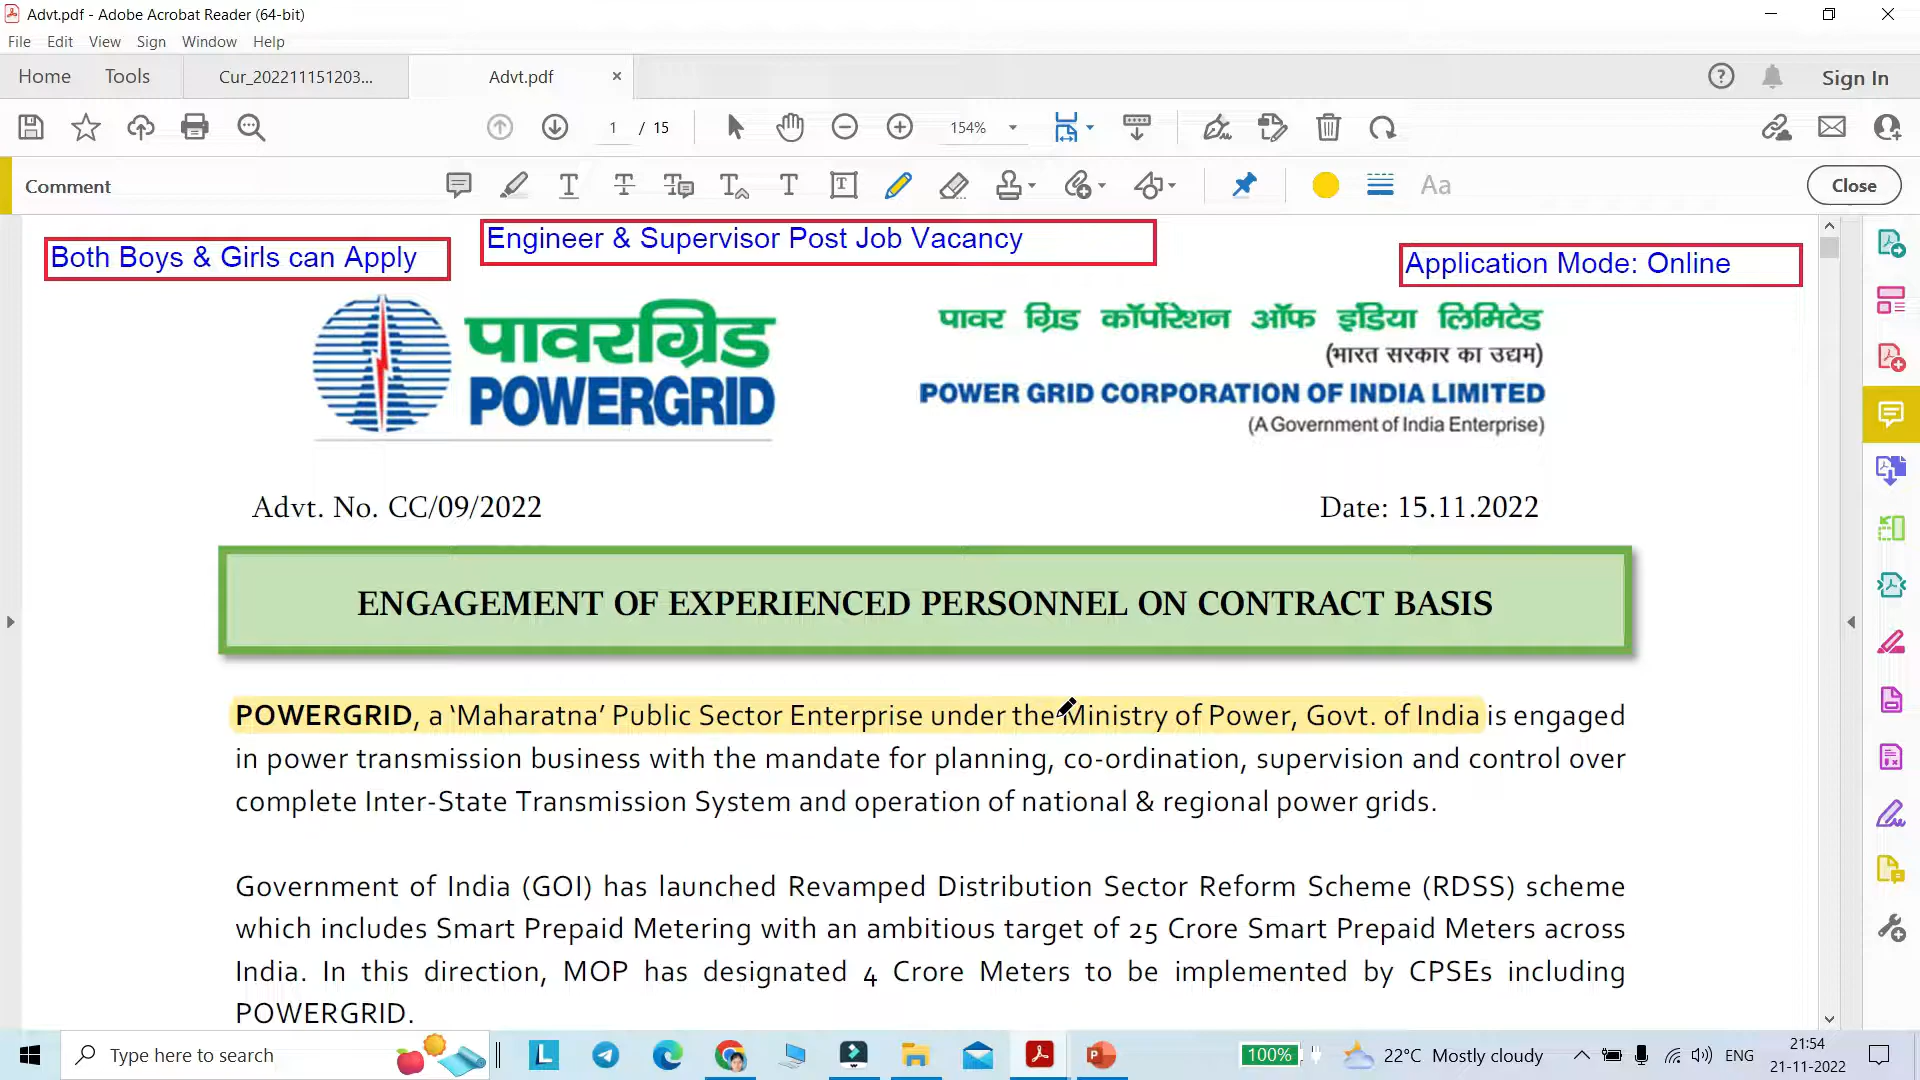 Advt.pdf - Adobe Acrobat Reader (64-bit)
File Edit View Sign Window Help
Home Tools Cur_202211151203... Advt.pdf × Sign In
1 / 15 154%
Comment Close
Both Boys & Girls can Apply
Engineer & Supervisor Post Job Vacancy
Application Mode: Online
पावरग्रिड
POWERGRID
पावर ग्रिड कॉर्पोरेशन ऑफ इंडिया लिमिटेड
(भारत सरकार का उद्यम)
POWER GRID CORPORATION OF INDIA LIMITED
(A Government of India Enterprise)
Advt. No. CC/09/2022 Date: 15.11.2022
ENGAGEMENT OF EXPERIENCED PERSONNEL ON CONTRACT BASIS
POWERGRID, a ‘Maharatna’ Public Sector Enterprise under the Ministry of Power, Govt. of India is engaged
in power transmission business with the mandate for planning, co-ordination, supervision and control over
complete Inter-State Transmission System and operation of national & regional power grids.
Government of India (GOI) has launched Revamped Distribution Sector Reform Scheme (RDSS) scheme
which includes Smart Prepaid Metering with an ambitious target of 25 Crore Smart Prepaid Meters across
India. In this direction, MOP has designated 4 Crore Meters to be implemented by CPSEs including
POWERGRID.
Type here to search 100% 22°C Mostly cloudy ENG 21:54
21-11-2022